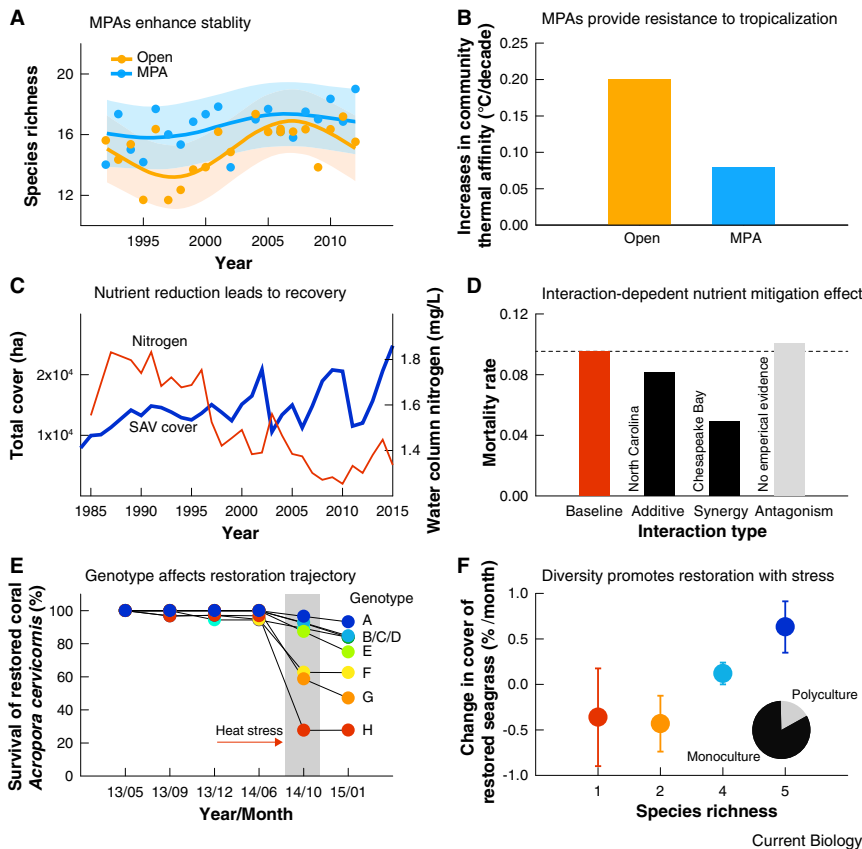 A
MPAs enhance stablity
Open
MPA
Species richness
20
16
12
1995
2000
2005
2010
Year
B
MPAs provide resistance to tropicalization
Increases in community
thermal affinity (°C/decade)
0.25
0.20
0.15
0.10
0.05
0.00
Open
MPA
C
Nutrient reduction leads to recovery
Total cover (ha)
2x10⁴
1x10⁴
Nitrogen
SAV cover
Water column nitrogen (mg/L)
1.8
1.6
1.4
1985
1990
1995
2000
2005
2010
2015
Year
D
Interaction-depedent nutrient mitigation effect
Mortality rate
0.12
0.08
0.04
0.00
North Carolina
Chesapeake Bay
No emperical evidence
Baseline
Additive
Synergy
Antagonism
Interaction type
E
Genotype affects restoration trajectory
Survival of restored coral
Acropora cervicornis (%)
100
80
60
40
20
0
Genotype
A
B/C/D
E
F
G
H
Heat stress
13/05
13/09
13/12
14/06
14/10
15/01
Year/Month
F
Diversity promotes restoration with stress
Change in cover of
restored seagrass (% /month)
1.0
0.5
0.0
-0.5
-1.0
Polyculture
Monoculture
1
2
4
5
Species richness
Current Biology